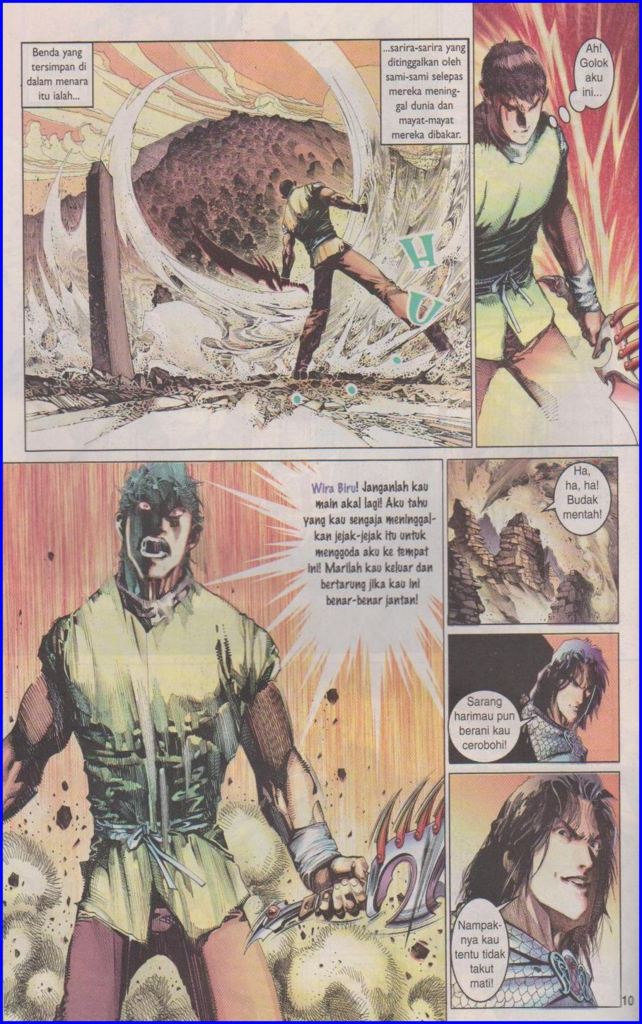 Benda yang
tersimpan di
dalam menara
itu ialah...
...sarira-sarira yang
ditinggalkan oleh
sami-sami selepas
mereka mening-
gal dunia dan
mayat-mayat
mereka dibakar.
HU..
Ah!
Golok
aku
ini...
Wira Biru! Janganlah kau
main akal lagi! Aku tahu
yang kau sengaja meninggal-
kan jejak-jejak itu untuk
menggoda aku ke tempat
ini! Marilah kau keluar dan
bertarung jika kau ini
benar-benar jantan!
Ha,
ha, ha!
Budak
mentah!
Sarang
harimau pun
berani kau
cerobohi!
Nampak-
nya kau
tentu tidak
takut
mati!
10